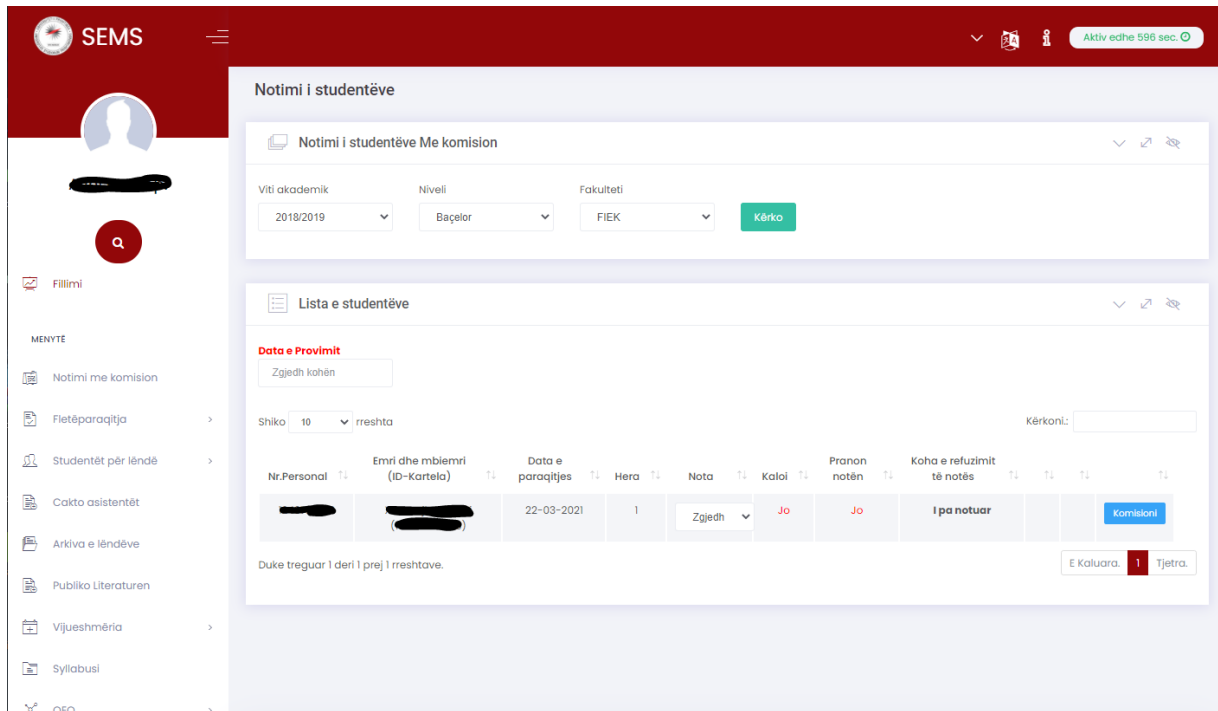 SEMS
Aktiv edhe 596 sec.
Notimi i studentëve
Notimi i studentëve Me komision
Viti akademik Niveli Fakulteti
2018/2019 Baçelor FIEK Kërko
Fillimi
Lista e studentëve
MENYTË
Data e Provimit
Zgjedh kohën
Notimi me komision
Fletëparaqitja
Shiko 10 rreshta Kërkoni.:
Studentët për lëndë
Nr.Personal Emri dhe mbiemri (ID-Kartela) Data e paraqitjes Hera Nota Kaloi Pranon notën Koha e refuzimit të notës
Cakto asistentët
22-03-2021 1 Zgjedh Jo Jo I pa notuar Komisioni
Arkiva e lëndëve
Duke treguar 1 deri 1 prej 1 rreshtave. E Kaluara. 1 Tjetra.
Publiko Literaturen
Vijueshmëria
Syllabusi